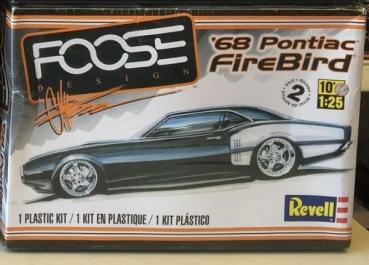 FOOSE
DESIGN
'68 Pontiac
FireBird
2
10+
1:25
1 PLASTIC KIT / 1 KIT EN PLASTIQUE / 1 KIT PLÁSTICO
Revell